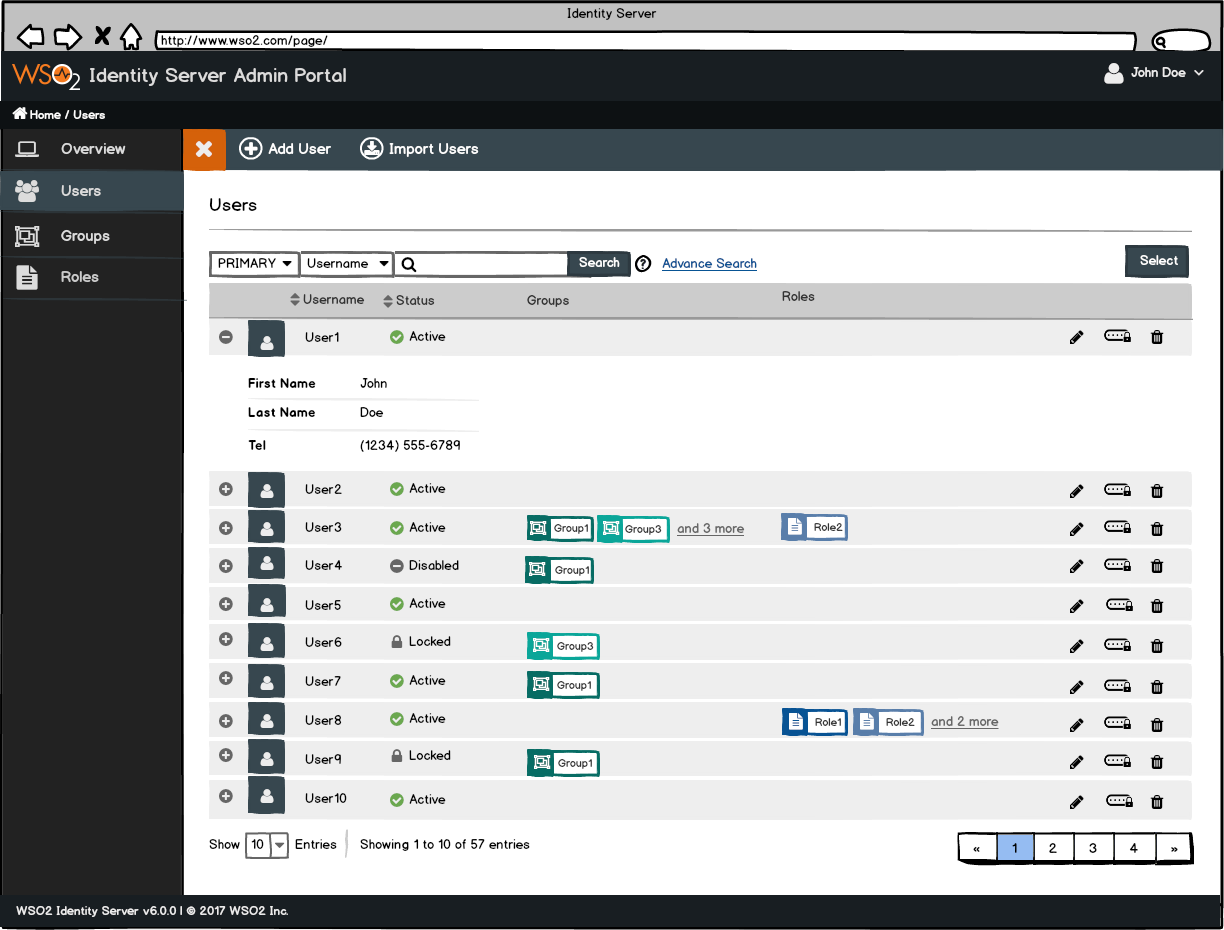 Identity Server
http://www.wso2.com/page/
WSO2 Identity Server Admin Portal
John Doe
Home / Users
Overview
Users
Groups
Roles
Add User
Import Users
Users
PRIMARY Username Search Advance Search Select
Username Status Groups Roles
User1 Active
First Name John
Last Name Doe
Tel (1234) 555-6789
User2 Active
User3 Active Group1 Group3 and 3 more Role2
User4 Disabled Group1
User5 Active
User6 Locked Group3
User7 Active Group1
User8 Active Role1 Role2 and 2 more
User9 Locked Group1
User10 Active
Show 10 Entries Showing 1 to 10 of 57 entries
« 1 2 3 4 »
WSO2 Identity Server v6.0.0 | © 2017 WSO2 Inc.